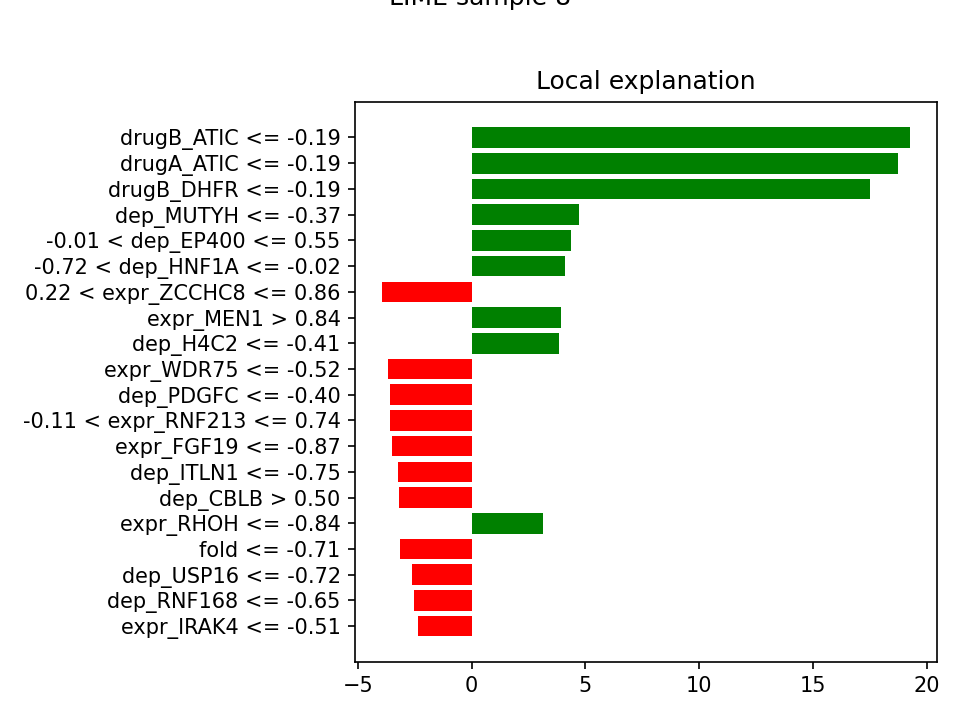 LIME sample 8
Local explanation
drugB_ATIC <= -0.19
drugA_ATIC <= -0.19
drugB_DHFR <= -0.19
dep_MUTYH <= -0.37
-0.01 < dep_EP400 <= 0.55
-0.72 < dep_HNF1A <= -0.02
0.22 < expr_ZCCHC8 <= 0.86
expr_MEN1 > 0.84
dep_H4C2 <= -0.41
expr_WDR75 <= -0.52
dep_PDGFC <= -0.40
-0.11 < expr_RNF213 <= 0.74
expr_FGF19 <= -0.87
dep_ITLN1 <= -0.75
dep_CBLB > 0.50
expr_RHOH <= -0.84
fold <= -0.71
dep_USP16 <= -0.72
dep_RNF168 <= -0.65
expr_IRAK4 <= -0.51
−5 0 5 10 15 20